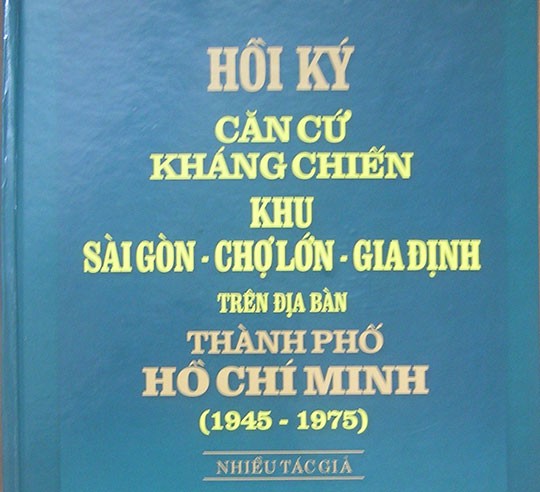 HỒI KÝ
CĂN CỨ
KHÁNG CHIẾN
KHU
SÀI GÒN - CHỢ LỚN - GIA ĐỊNH
TRÊN ĐỊA BÀN
THÀNH PHỐ
HỒ CHÍ MINH
(1945 - 1975)
NHIỀU TÁC GIẢ